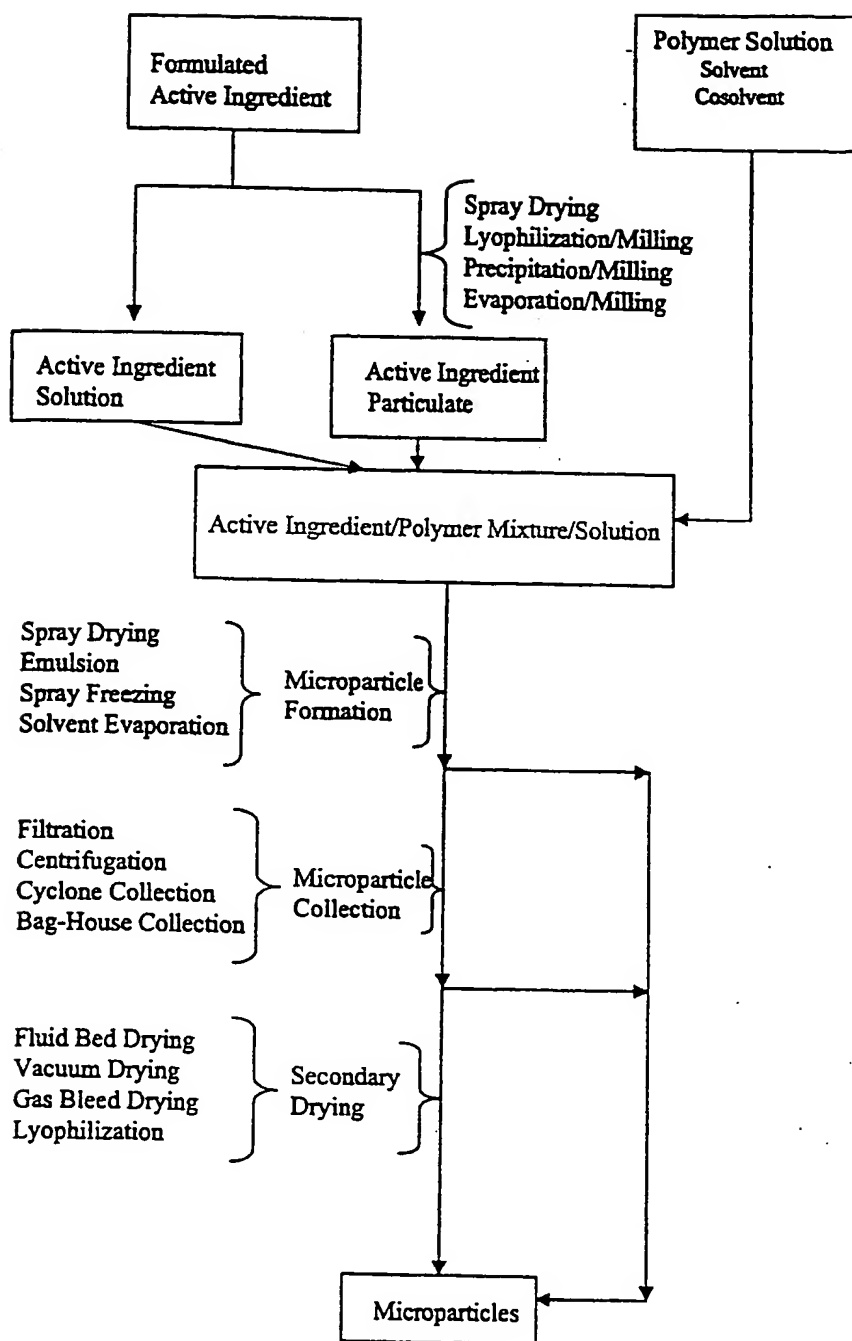 Formulated
Active Ingredient
Polymer Solution
Solvent
Cosolvent
Spray Drying
Lyophilization/Milling
Precipitation/Milling
Evaporation/Milling
Active Ingredient
Solution
Active Ingredient
Particulate
Active Ingredient/Polymer Mixture/Solution
Spray Drying
Emulsion
Spray Freezing
Solvent Evaporation
Microparticle
Formation
Filtration
Centrifugation
Cyclone Collection
Bag-House Collection
Microparticle
Collection
Fluid Bed Drying
Vacuum Drying
Gas Bleed Drying
Lyophilization
Secondary
Drying
Microparticles